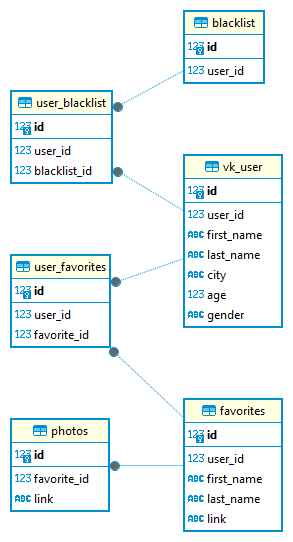 blacklist
123 id
123 user_id
user_blacklist
123 id
123 user_id
123 blacklist_id
vk_user
123 id
123 user_id
ABC first_name
ABC last_name
ABC city
123 age
ABC gender
user_favorites
123 id
123 user_id
123 favorite_id
favorites
123 id
123 user_id
ABC first_name
ABC last_name
ABC link
photos
123 id
123 favorite_id
ABC link